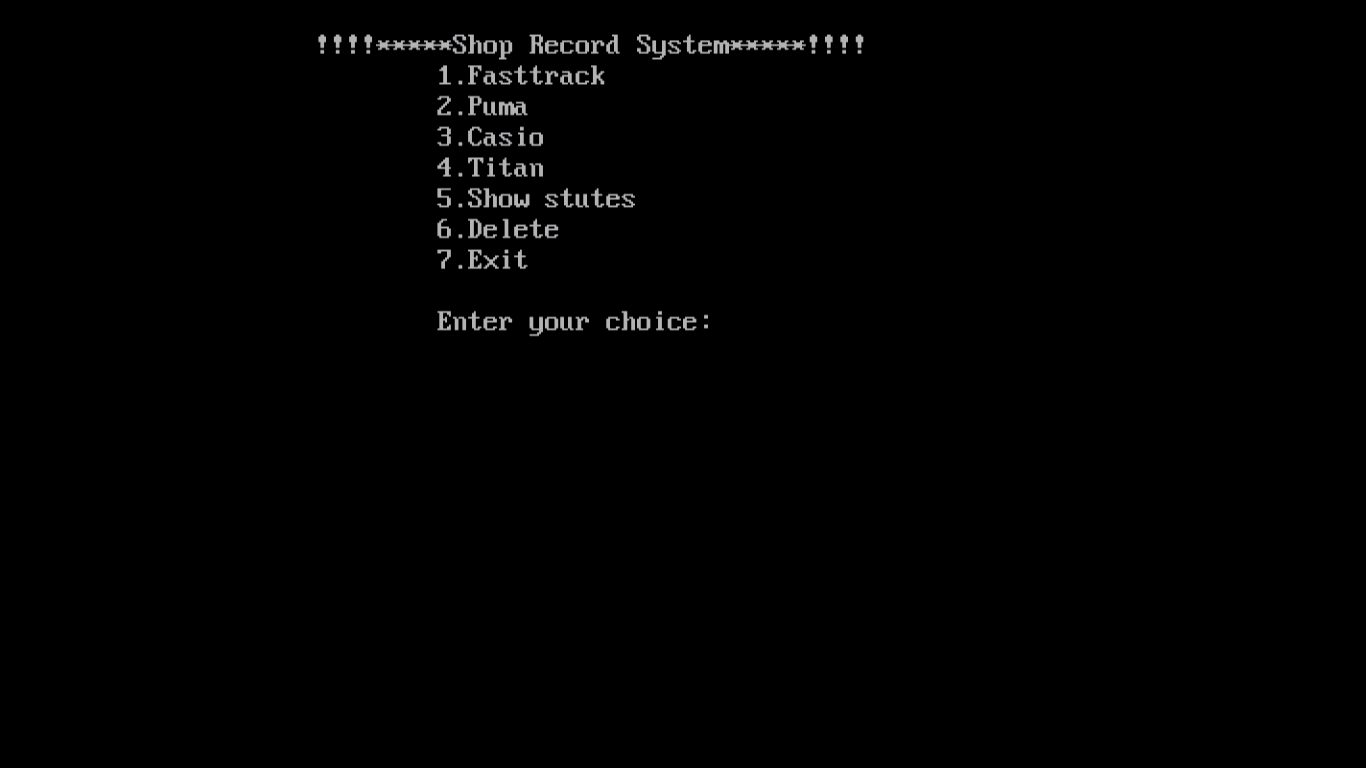 !!!!*****Shop Record System*****!!!!
1.Fasttrack
2.Puma
3.Casio
4.Titan
5.Show stutes
6.Delete
7.Exit
Enter your choice: